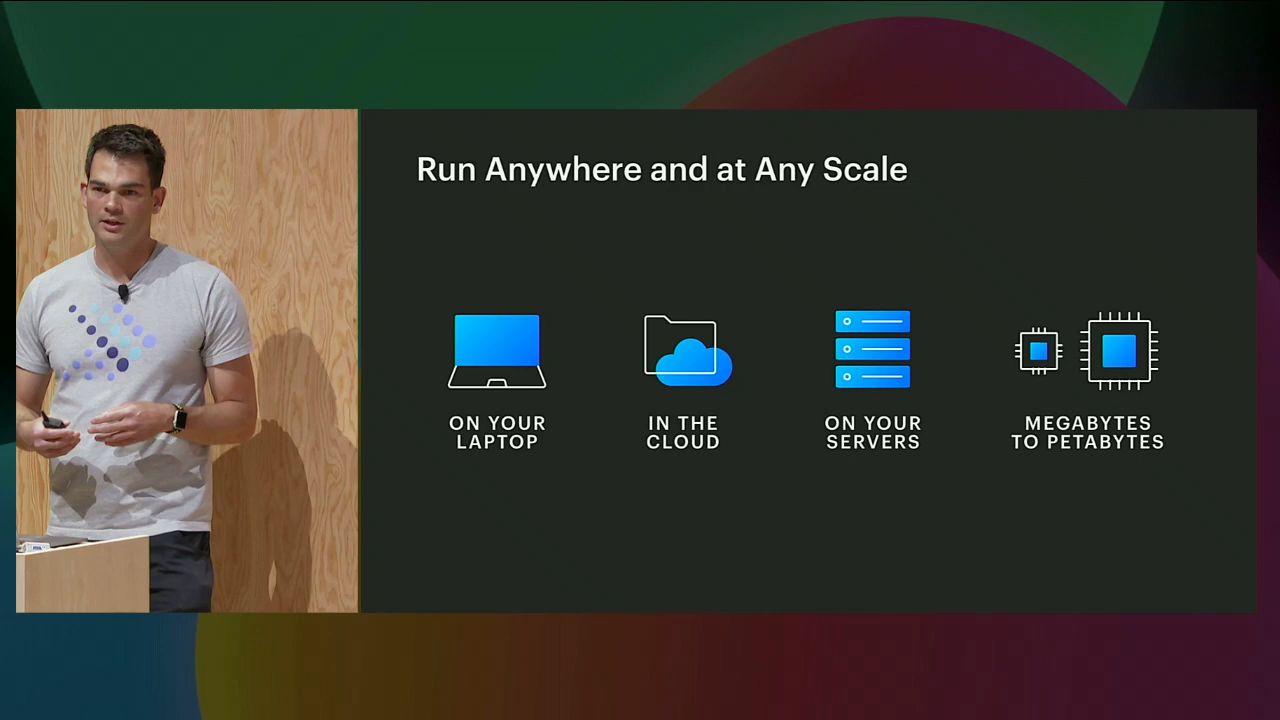 Run Anywhere and at Any Scale
ON YOUR
LAPTOP
IN THE
CLOUD
ON YOUR
SERVERS
MEGABYTES
TO PETABYTES